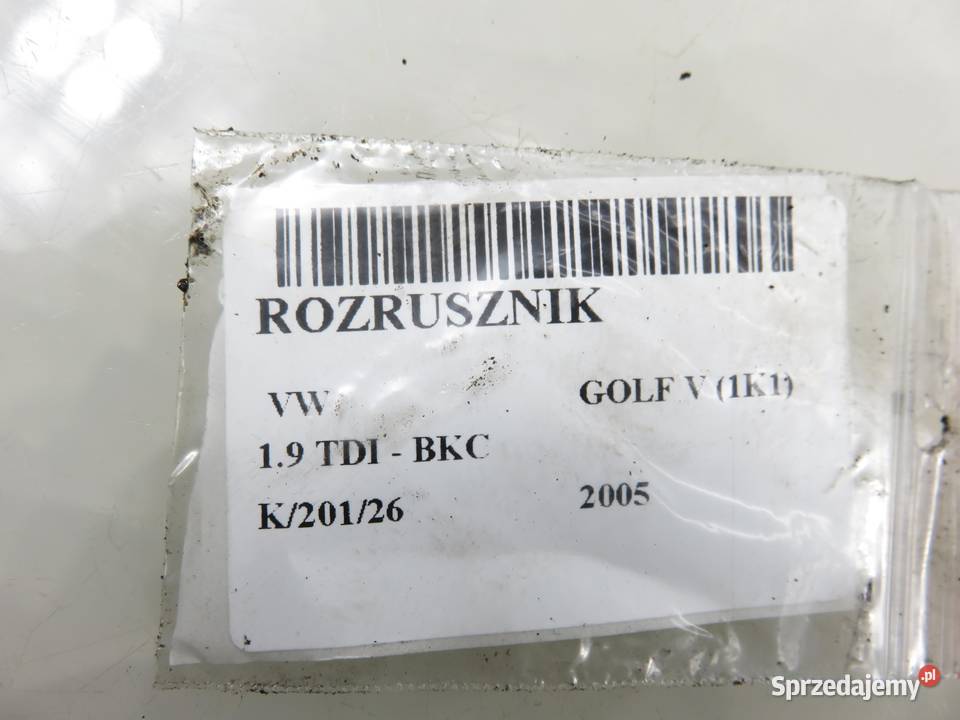 ROZRUSZNIK
VW GOLF V (1K1)
1.9 TDI - BKC
K/201/26 2005
Sprzedajemy.pl